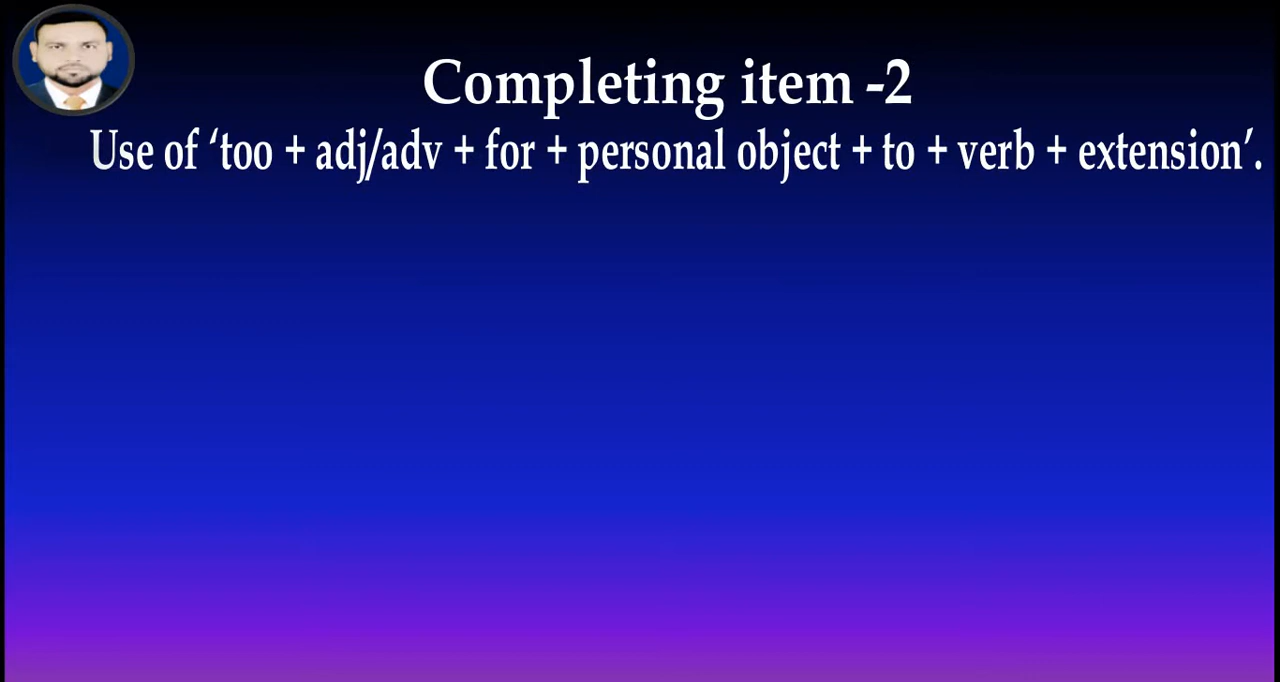 Completing item -2
Use of ‘too + adj/adv + for + personal object + to + verb + extension’.